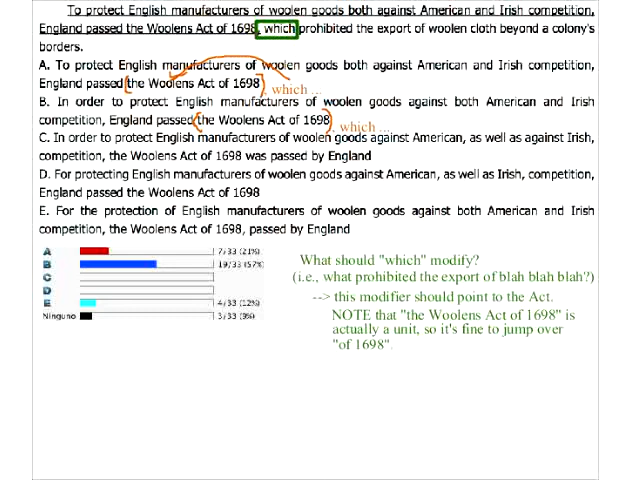 To protect English manufacturers of woolen goods both against American and Irish competition,
England passed the Woolens Act of 1698, which prohibited the export of woolen cloth beyond a colony's
borders.
A. To protect English manufacturers of woolen goods both against American and Irish competition,
England passed the Woolens Act of 1698 , which ...
B. In order to protect English manufacturers of woolen goods against both American and Irish
competition, England passed the Woolens Act of 1698 , which ...
C. In order to protect English manufacturers of woolen goods against American, as well as against Irish,
competition, the Woolens Act of 1698 was passed by England
D. For protecting English manufacturers of woolen goods against American, as well as Irish, competition,
England passed the Woolens Act of 1698
E. For the protection of English manufacturers of woolen goods against both American and Irish
competition, the Woolens Act of 1698, passed by England
A 7/33 (21%)
B 19/33 (57%)
C
D
E 4/33 (12%)
Ninguno 3/33 (9%)
What should "which" modify?
(i.e., what prohibited the export of blah blah blah?)
--> this modifier should point to the Act.
NOTE that "the Woolens Act of 1698" is
actually a unit, so it's fine to jump over
"of 1698".